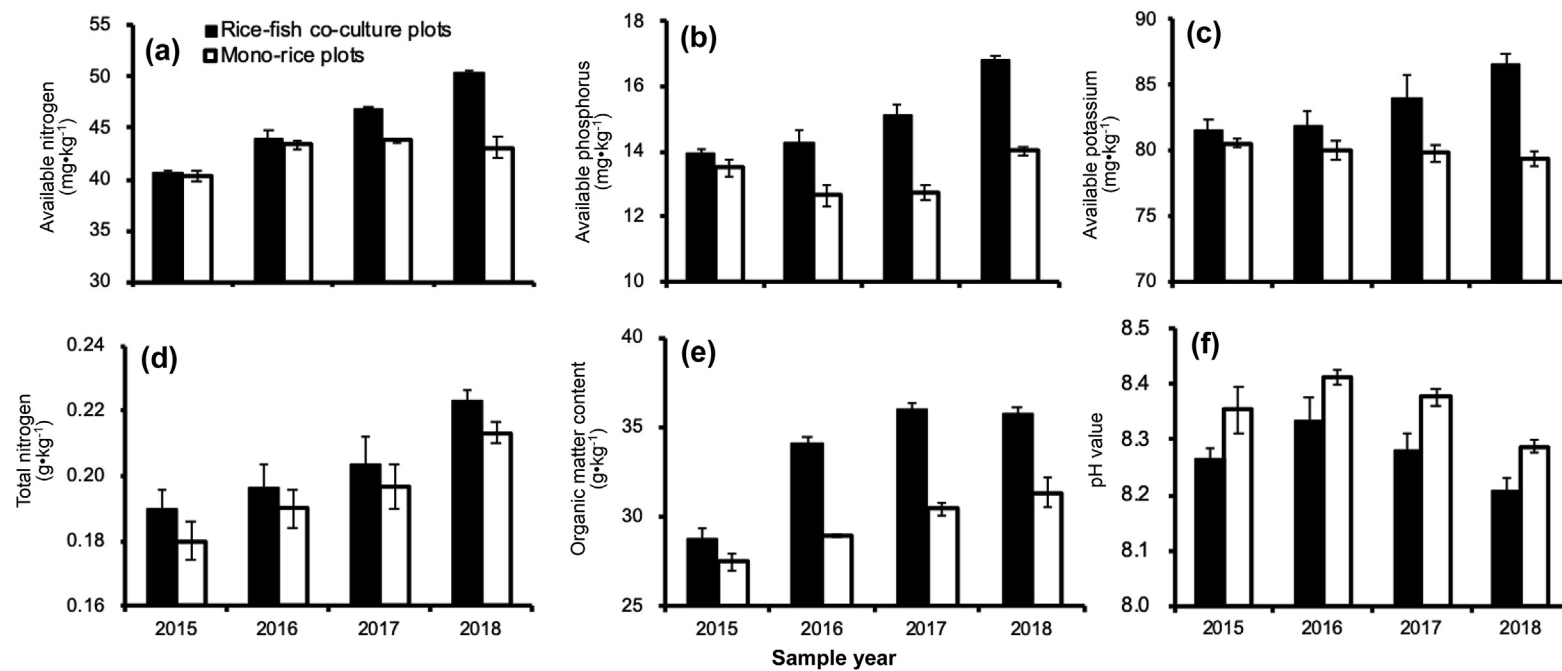 (a)
Rice-fish co-culture plots
Mono-rice plots
Available nitrogen
(mg•kg-1)
55
50
45
40
35
30
(b)
Available phosphorus
(mg•kg-1)
18
16
14
12
10
(c)
Available potassium
(mg•kg-1)
90
85
80
75
70
(d)
Total nitrogen
(g•kg-1)
0.24
0.22
0.20
0.18
0.16
2015 2016 2017 2018
(e)
Organic matter content
(g•kg-1)
40
35
30
25
2015 2016 2017 2018
(f)
pH value
8.5
8.4
8.3
8.2
8.1
8.0
2015 2016 2017 2018
Sample year